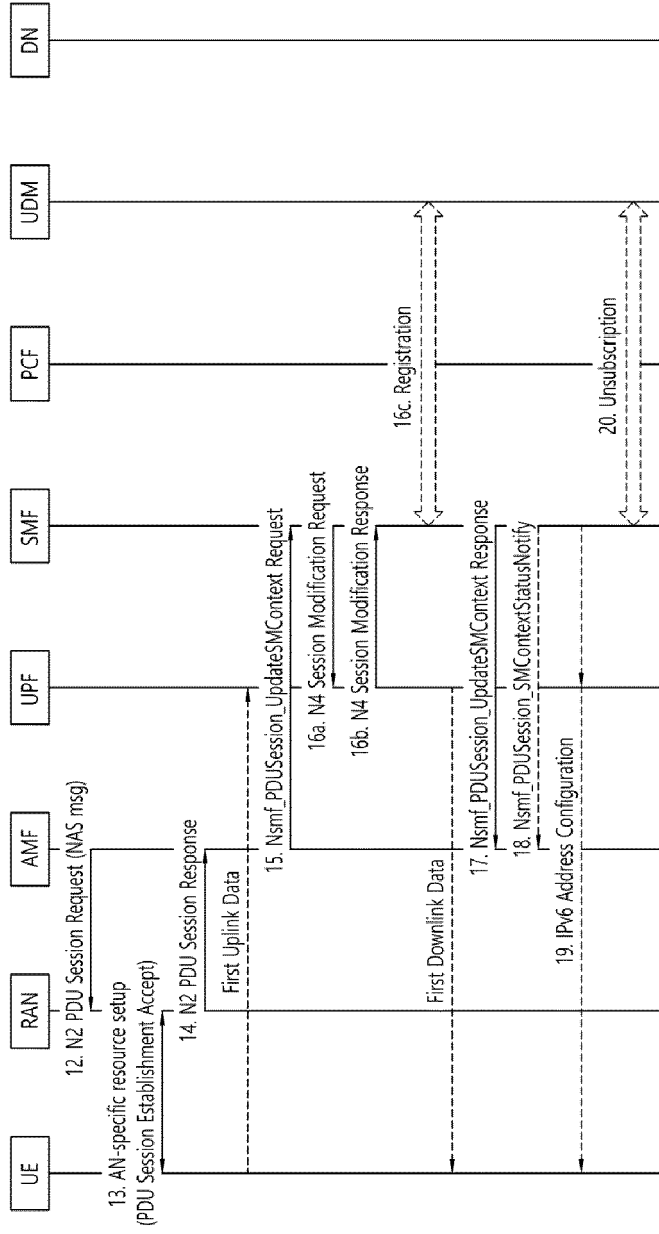 UE
RAN
AMF
UPF
SMF
PCF
UDM
DN
12. N2 PDU Session Request (NAS msg)
13. AN-specific resource setup
(PDU Session Establishment Accept)
14. N2 PDU Session Response
First Uplink Data
15. Nsmf_PDUSession_UpdateSMContext Request
16a. N4 Session Modification Request
16b. N4 Session Modification Response
16c. Registration
First Downlink Data
17. Nsmf_PDUSession_UpdateSMContext Response
18. Nsmf_PDUSession_SMContextStatusNotify
19. IPv6 Address Configuration
20. Unsubscription